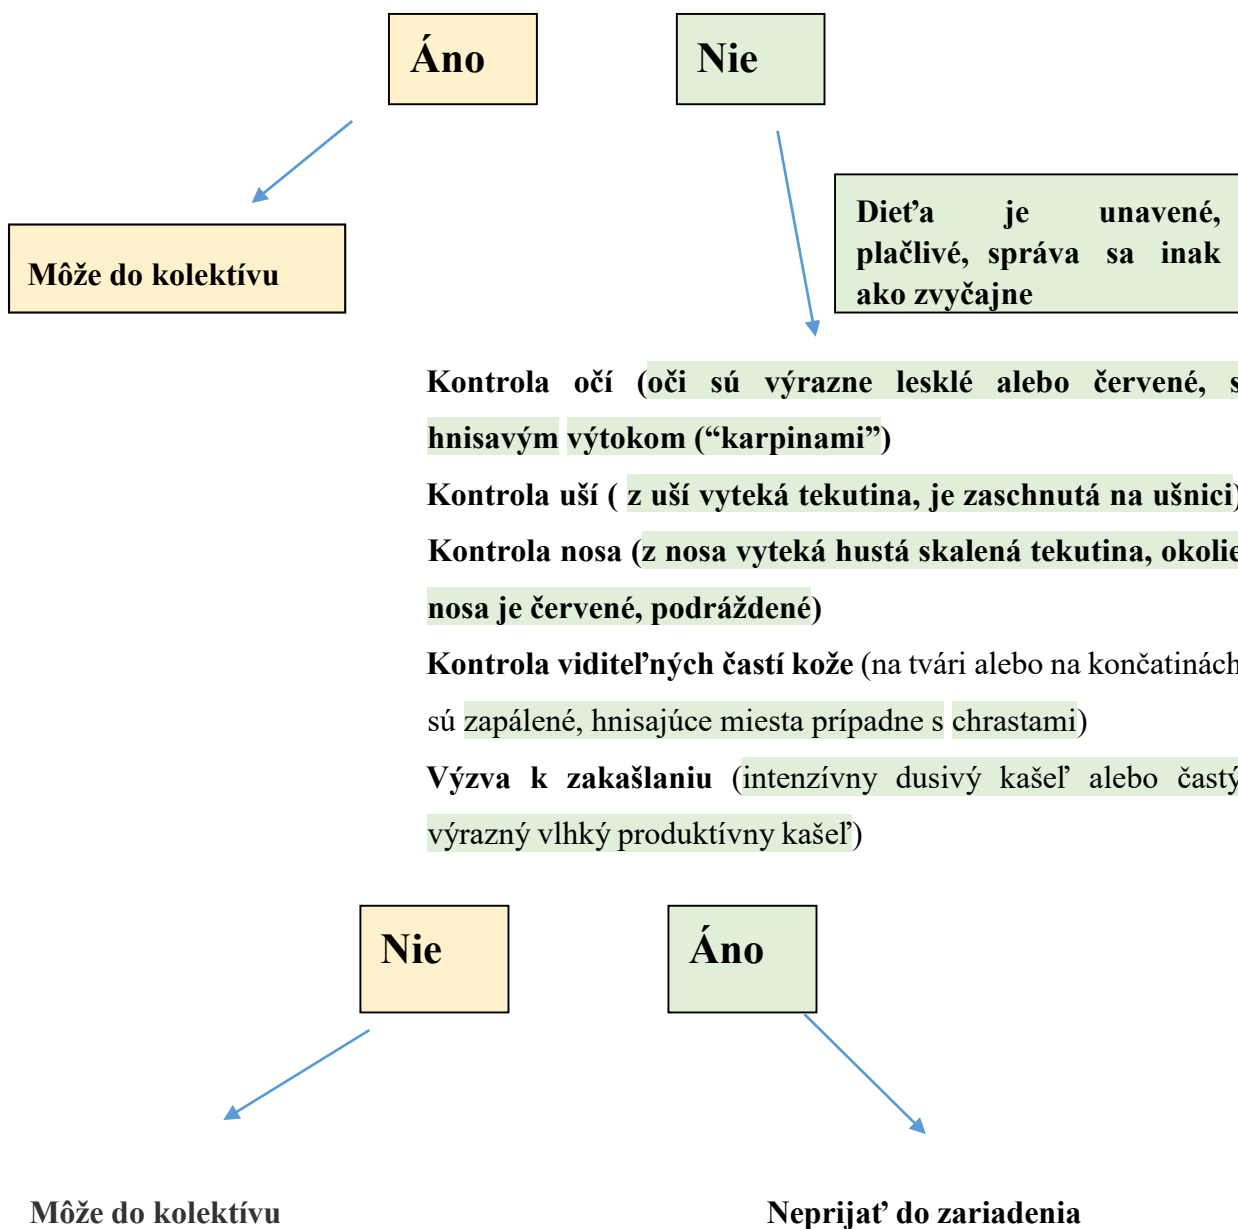 Áno
Nie
Dieťa je unavené,
plačlivé, správa sa inak
ako zvyčajne
Môže do kolektívu
Kontrola očí (oči sú výrazne lesklé alebo červené, s
hnisavým výtokom (“karpinami”)
Kontrola uší ( z uší vyteká tekutina, je zaschnutá na ušnici)
Kontrola nosa (z nosa vyteká hustá skalená tekutina, okolie
nosa je červené, podráždené)
Kontrola viditeľných častí kože (na tvári alebo na končatinách
sú zapálené, hnisajúce miesta prípadne s chrastami)
Výzva k zakašlaniu (intenzívny dusivý kašeľ alebo častý
výrazný vlhký produktívny kašeľ)
Nie
Áno
Môže do kolektívu
Neprijať do zariadenia